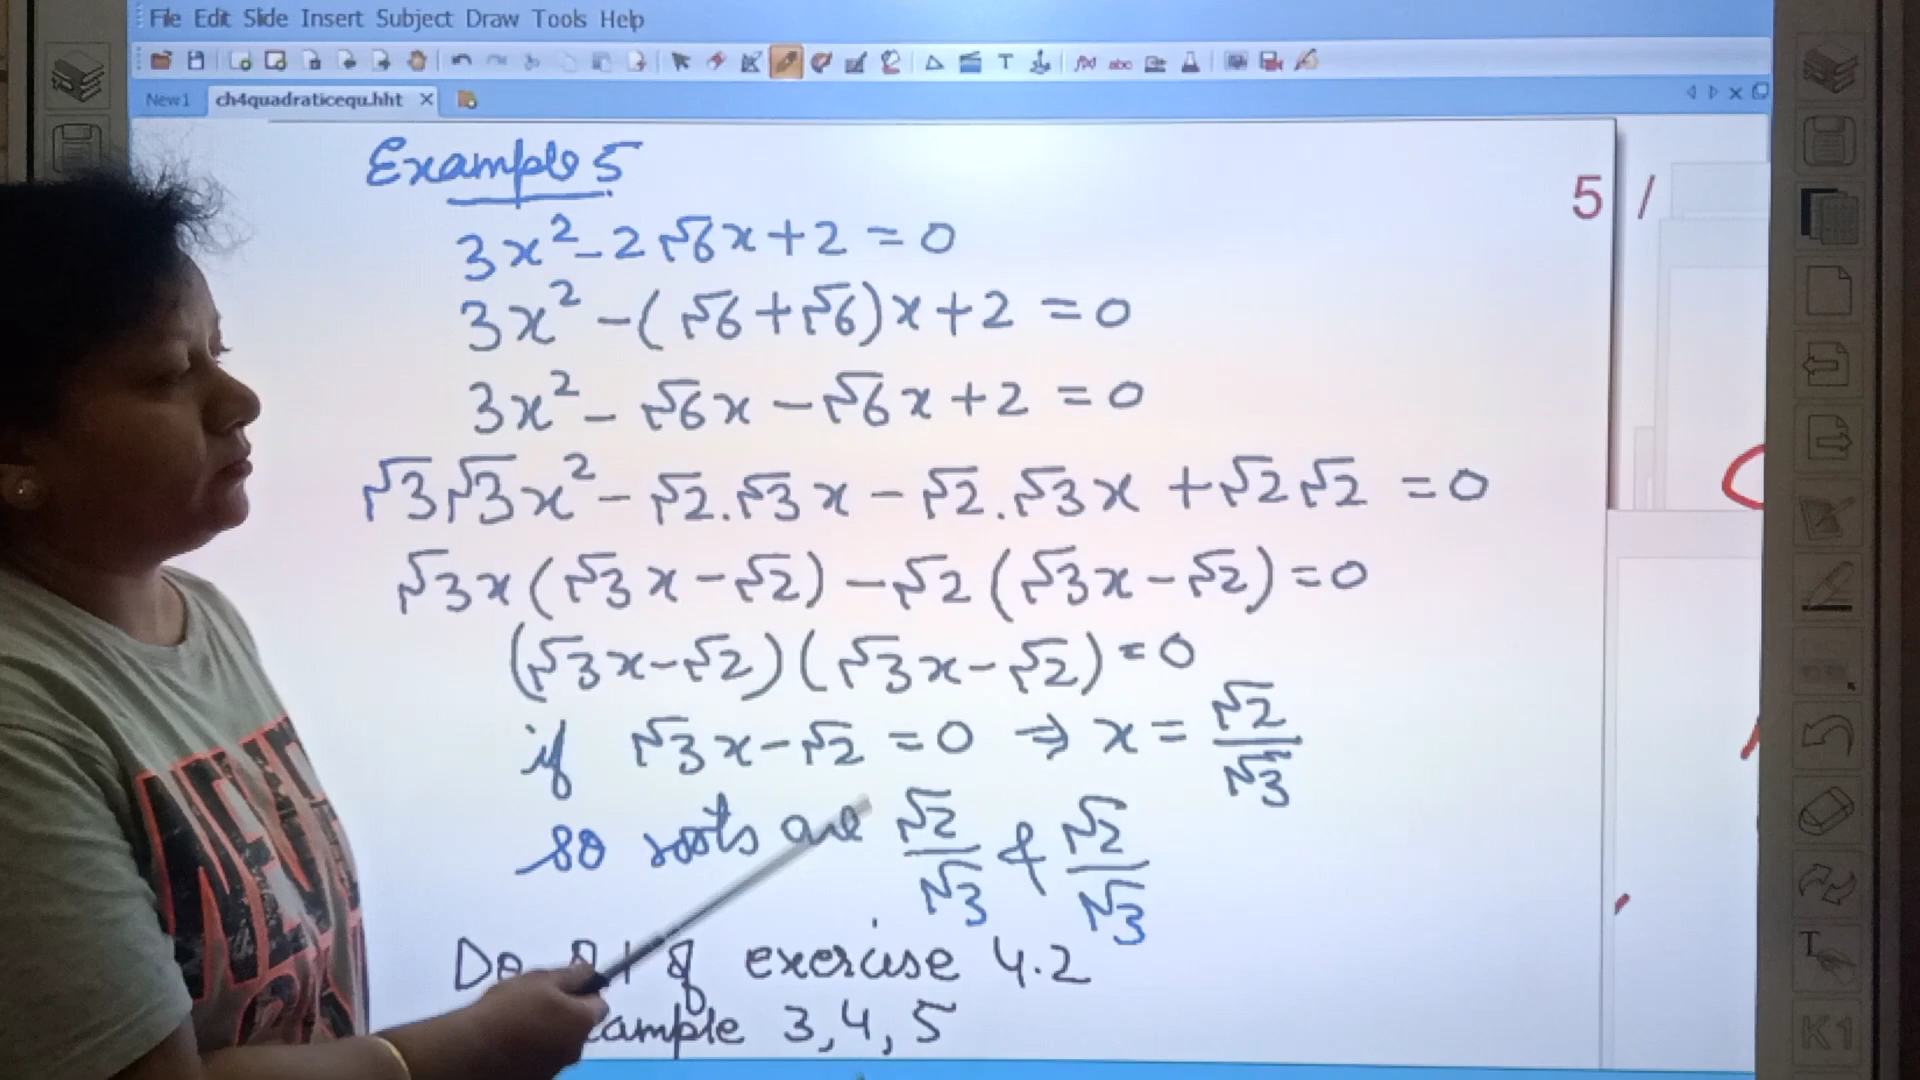 File Edit Slide Insert Subject Draw Tools Help
New1 ch4quadraticequ.hht
Example 5
5 /
3x² - 2√6x + 2 = 0
3x² - (√6 + √6)x + 2 = 0
3x² - √6x - √6x + 2 = 0
√3√3x² - √2.√3x - √2.√3x + √2√2 = 0
√3x(√3x - √2) - √2(√3x - √2) = 0
(√3x - √2)(√3x - √2) = 0
if √3x - √2 = 0 ⇒ x = √2/√3
so roots are √2/√3 & √2/√3
Do exercise 4.2
ample 3, 4, 5
K1